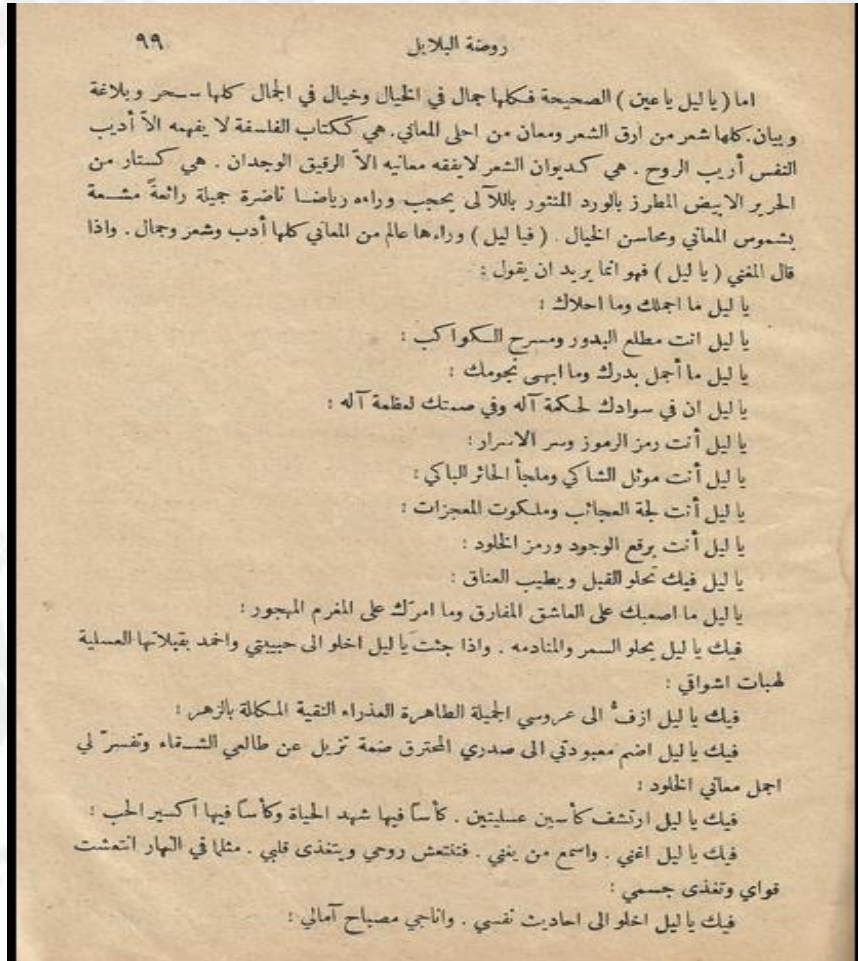 روضة البلابل ٩٩
اما ( يا ليل يا عين ) الصحيحة فكلها جمال في الخيال وخيال في الجمال كلها سحر وبلاغة
وبيان. كلها شعر من ارق الشعر ومعان من احلى المعاني. هي ككتاب الفلسفة لا يفهمه الاّ أديب
النفس أريب الروح . هي كديوان الشعر لايفقه معانيه الاّ الرقيق الوجدان . هي كستار من
الحرير الابيض المطرز بالورد المنثور باللآلى يحجب وراءه رياضا ناضرة جميلة رائعةً مشعة
بشموس المعاني ومحاسن الخيال . ( فيا ليل ) وراءها عالم من المعاني كلها أدب وشعر وجمال . واذا
قال المغني ( يا ليل ) فهو انما يريد ان يقول :
يا ليل ما اجملك وما احلاك :
يا ليل انت مطلع البدور ومسرح الكواكب :
يا ليل ما أجمل بدرك وما ابهى نجومك :
يا ليل ان في سوادك لحكمة آله وفي صمتك لعظمة آله :
يا ليل أنت رمز الرموز وسر الاسرار :
يا ليل أنت موئل الشاكي وملجأ الحائر الباكي :
يا ليل أنت لجة العجائب وملكوت المعجزات :
يا ليل أنت برقع الوجود ورمز الخلود :
يا ليل فيك تحلو القبل ويطيب العناق :
يا ليل ما اصعبك على العاشق المفارق وما امرّك على المغرم المهجور :
فيك يا ليل يحلو السمر والمنادمه . واذا جئتَ يا ليل اخلو الى حبيبتي واخمد بقبلاتها العسلية
لهبات اشواقي :
فيك يا ليل ازفُّ الى عروسي الجميلة الطاهرة العذراء النقية المكللة بالزهر :
فيك يا ليل اضم معبودتي الى صدري المحترق ضمة تزيل عن طالعي الشقاء وتفسرّ لي
اجمل معاني الخلود :
فيك يا ليل ارتشف كأسين عسليتين . كأساً فيها شهد الحياة وكأساً فيها اكسير الحب :
فيك يا ليل اغني . واسمع من يغني . فتنتعش روحي ويتغذى قلبي . مثلما في النهار انتعشت
قواي وتغذى جسمي :
فيك يا ليل اخلو الى احاديث نفسي . واناجي مصباح آمالي :